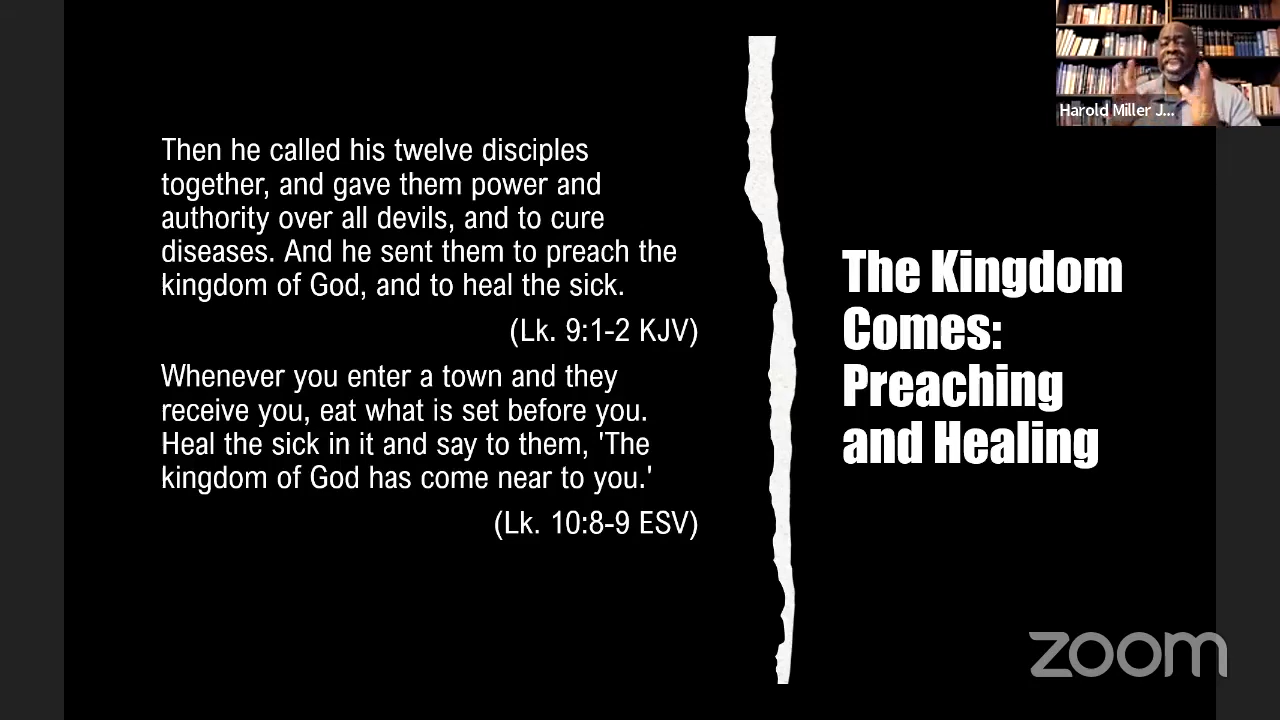 Then he called his twelve disciples
together, and gave them power and
authority over all devils, and to cure
diseases. And he sent them to preach the
kingdom of God, and to heal the sick.
(Lk. 9:1-2 KJV)
Whenever you enter a town and they
receive you, eat what is set before you.
Heal the sick in it and say to them, 'The
kingdom of God has come near to you.'
(Lk. 10:8-9 ESV)
The Kingdom
Comes:
Preaching
and Healing
Harold Miller J...
zoom